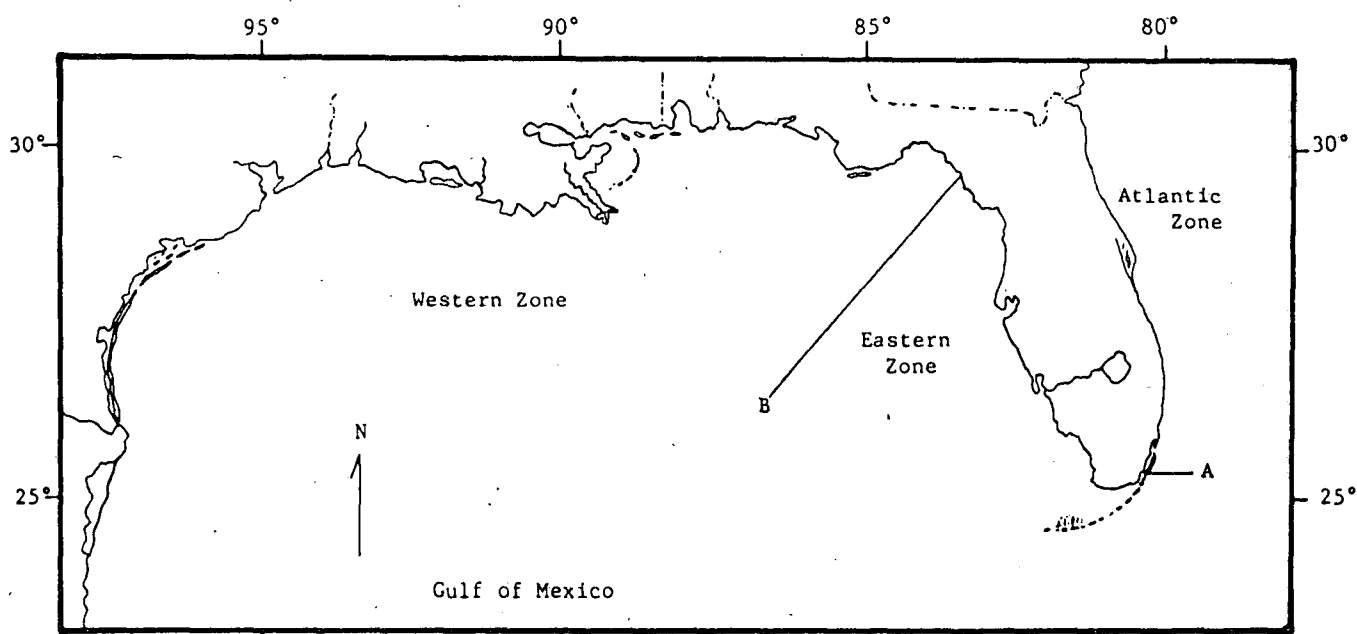 95° 90° 85° 80°
30° 30°
Atlantic
Zone
Western Zone
Eastern
Zone
B
N
A
25° 25°
Gulf of Mexico